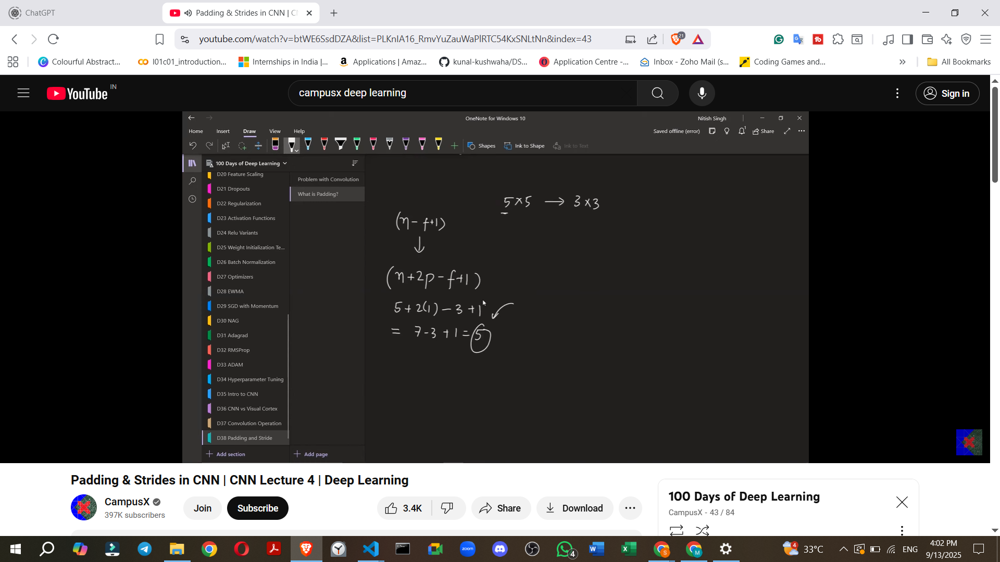 ChatGPT
Padding & Strides in CNN | C
youtube.com/watch?v=btWE6SsdDZA&list=PLKnIA16_RmvYuZauWaPlRTC54KxSNLtNn&index=43
21
Colourful Abstract...
l01c01_introduction...
Internships in India |...
Applications | Amaz...
kunal-kushwaha/DS...
Application Centre -...
Inbox - Zoho Mail (s...
Coding Games and...
All Bookmarks
YouTube IN
campusx deep learning
Sign in
OneNote for Windows 10
Nitish Singh
Home Insert Draw View Help
Saved offline (error)
Share
Shapes
Ink to Shape
Ink to Text
100 Days of Deep Learning
D20 Feature Scaling
D21 Dropouts
D22 Regularization
D23 Activation Functions
D24 Relu Variants
D25 Weight Initialization Te...
D26 Batch Normalization
D27 Optimizers
D28 EWMA
D29 SGD with Momentum
D30 NAG
D31 Adagrad
D32 RMSProp
D33 ADAM
D34 Hyperparameter Tuning
D35 Intro to CNN
D36 CNN vs Visual Cortex
D37 Convolution Operation
D38 Padding and Stride
Add section
Problem with Convolution
What is Padding?
Add page
5×5 → 3×3
(n-f+1)
↓
(n+2p-f+1)
5+2(1)-3+1
= 7-3+1=5
Padding & Strides in CNN | CNN Lecture 4 | Deep Learning
CampusX
397K subscribers
Join
Subscribe
3.4K
Share
Download
100 Days of Deep Learning
CampusX - 43 / 84
zoom
4
4
33°C
ENG
4:02 PM
9/13/2025